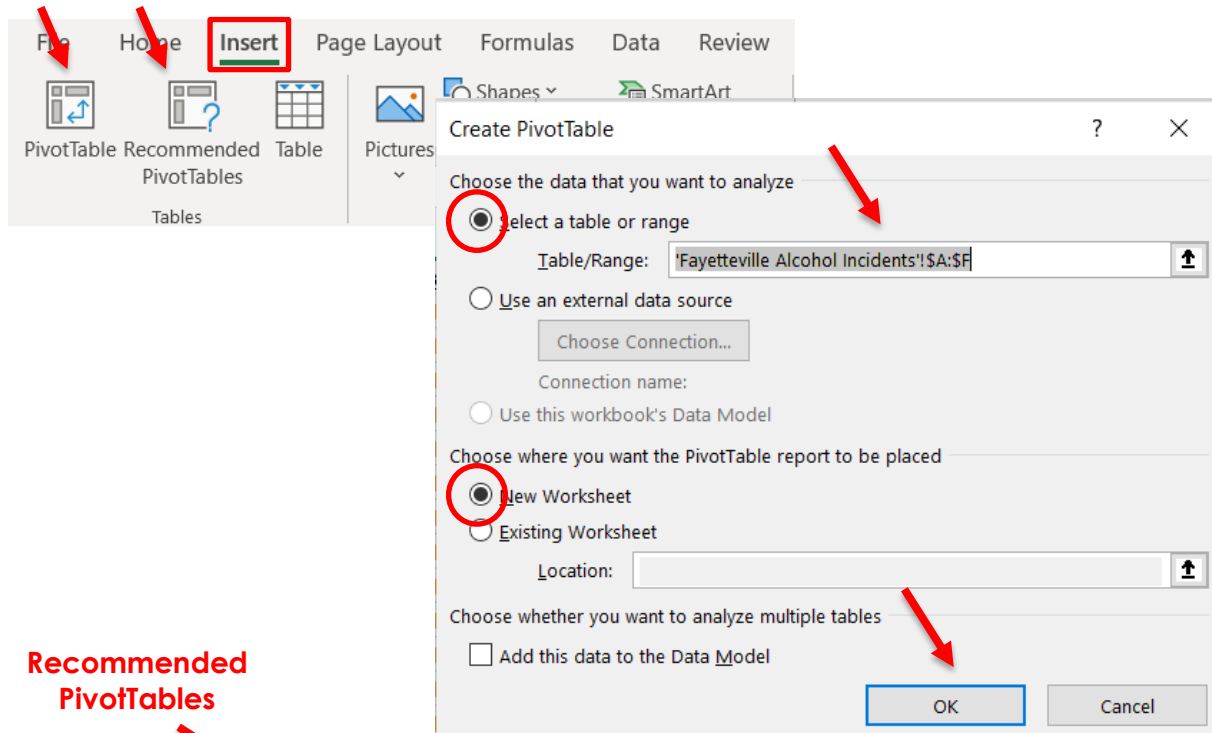 File Home Insert Page Layout Formulas Data Review
Shapes SmartArt
PivotTable Recommended PivotTables Table Pictures
Tables
Create PivotTable ?
Choose the data that you want to analyze
Select a table or range
Table/Range: 'Fayetteville Alcohol Incidents'!$A:$F
Use an external data source
Choose Connection...
Connection name:
Use this workbook's Data Model
Choose where you want the PivotTable report to be placed
New Worksheet
Existing Worksheet
Location:
Choose whether you want to analyze multiple tables
Add this data to the Data Model
OK Cancel
Recommended
PivotTables